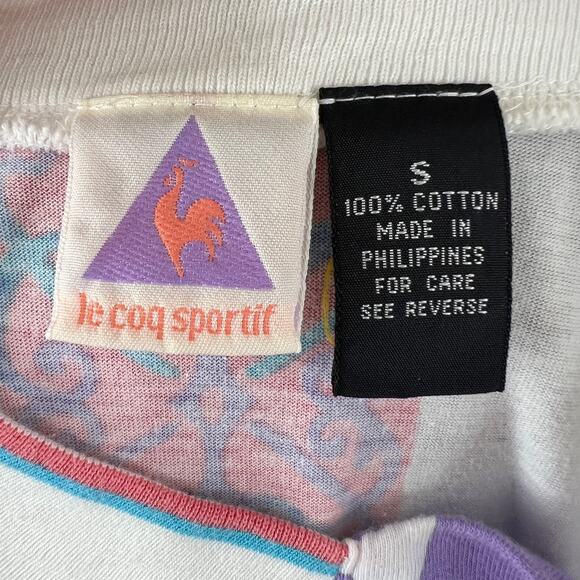 le coq sportif
S
100% COTTON
MADE IN
PHILIPPINES
FOR CARE
SEE REVERSE